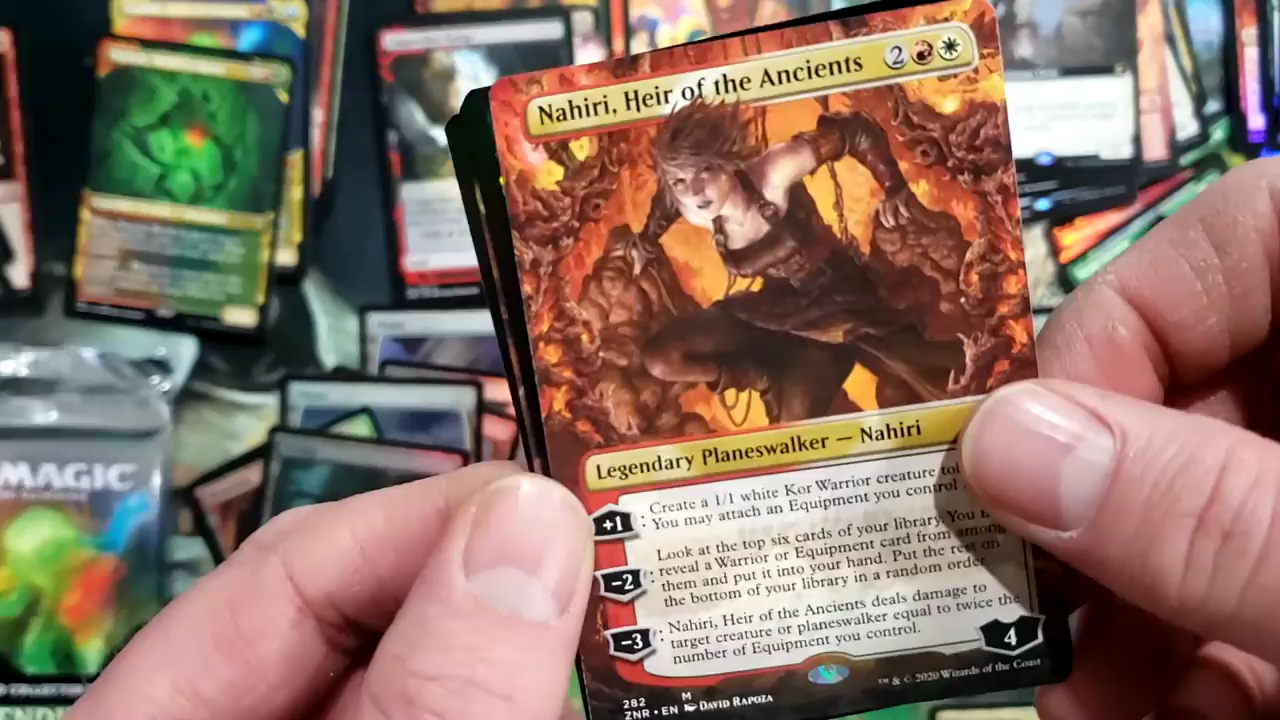 Nahiri, Heir of the Ancients 2
Legendary Planeswalker — Nahiri
+1 : Create a 1/1 white Kor Warrior creature
You may attach an Equipment you control
Look at the top six cards of your library. You
−2 : reveal a Warrior or Equipment card from among
them and put it into your hand. Put the rest on
the bottom of your library in a random order
Nahiri, Heir of the Ancients deals damage to
−3 : target creature or planeswalker equal to twice the
number of Equipment you control.
4
282 M
ZNR • EN DAVID RAPOZA
™ & © 2020 Wizards of the Coast
MAGIC